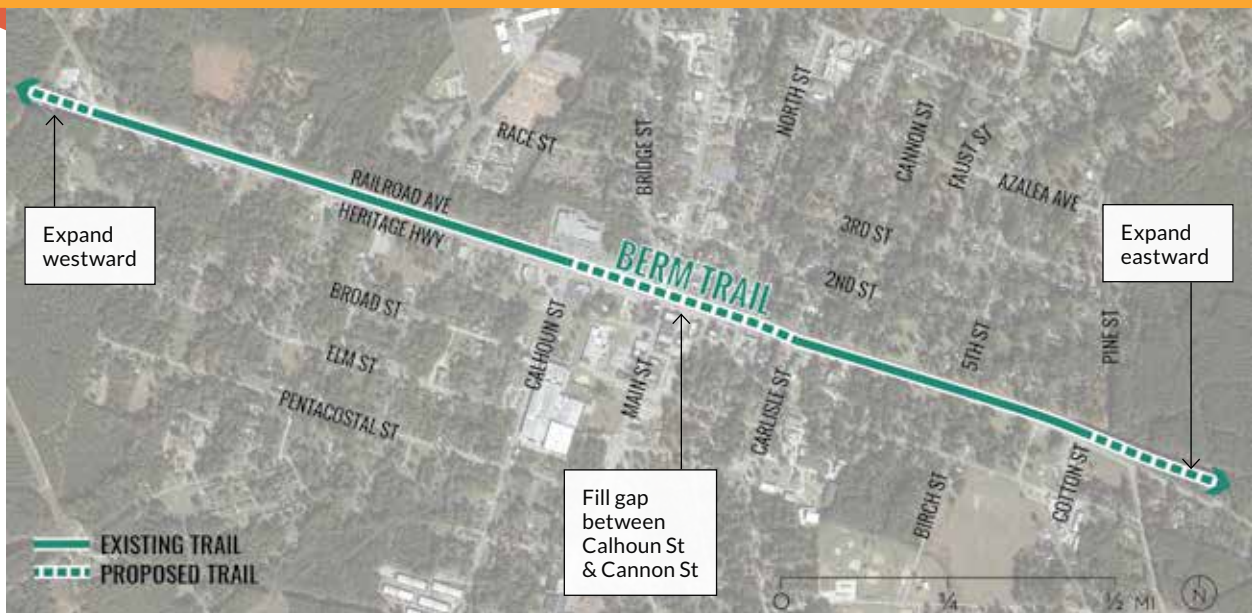 NORTH ST
CANNON ST
FAUST ST
RACE ST
BRIDGE ST
AZALEA AVE
RAILROAD AVE
HERITAGE HWY
3RD ST
Expand
westward
Expand
eastward
BERM TRAIL
2ND ST
BROAD ST
CALHOUN ST
5TH ST
PINE ST
ELM ST
MAIN ST
CARLISLE ST
PENTACOSTAL ST
COTTON ST
BIRCH ST
Fill gap
between
Calhoun St
& Cannon St
EXISTING TRAIL
PROPOSED TRAIL
0 1/4 1/2 MI N